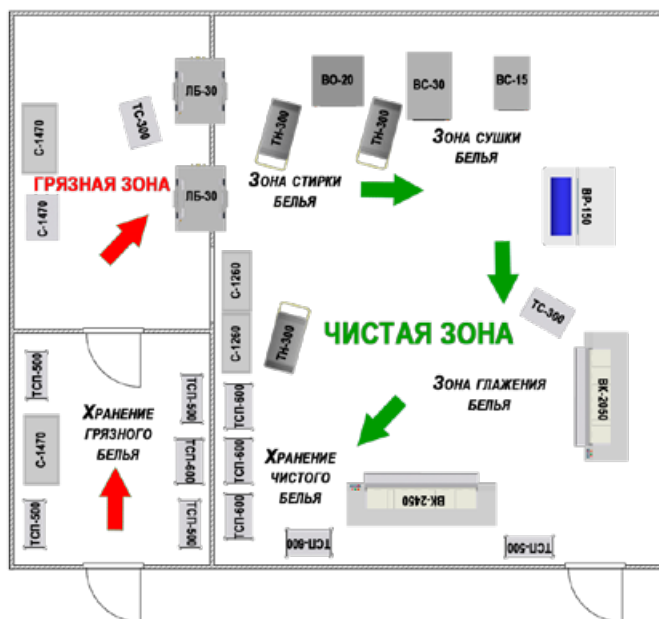 ВО-20
ВС-30
ВС-15
ЛБ-30
ТС-300
ТН-300
ТН-300
С-1470
ЗОНА СУШКИ
БЕЛЬЯ
ГРЯЗНАЯ ЗОНА
ЛБ-30
ЗОНА СТИРКИ
БЕЛЬЯ
ВР-150
С-1470
С-1260
ТС-300
С-1260
ТН-300
ЧИСТАЯ ЗОНА
ТСП-500
ТСП-500
ЗОНА ГЛАЖЕНИЯ
БЕЛЬЯ
ВК-2050
ХРАНЕНИЕ
ГРЯЗНОГО
БЕЛЬЯ
ТСП-600
С-1470
ТСП-600
ТСП-600
ХРАНЕНИЕ
ЧИСТОГО
БЕЛЬЯ
ТСП-500
ТСП-500
ТСП-600
ВК-2450
ТСП-600
ТСП-500